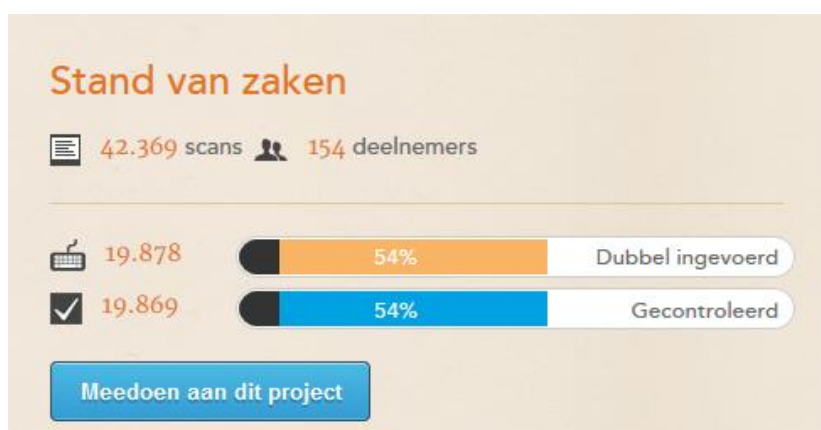 Stand van zaken
42.369 scans 154 deelnemers
19.878 54% Dubbel ingevoerd
19.869 54% Gecontroleerd
Meedoen aan dit project